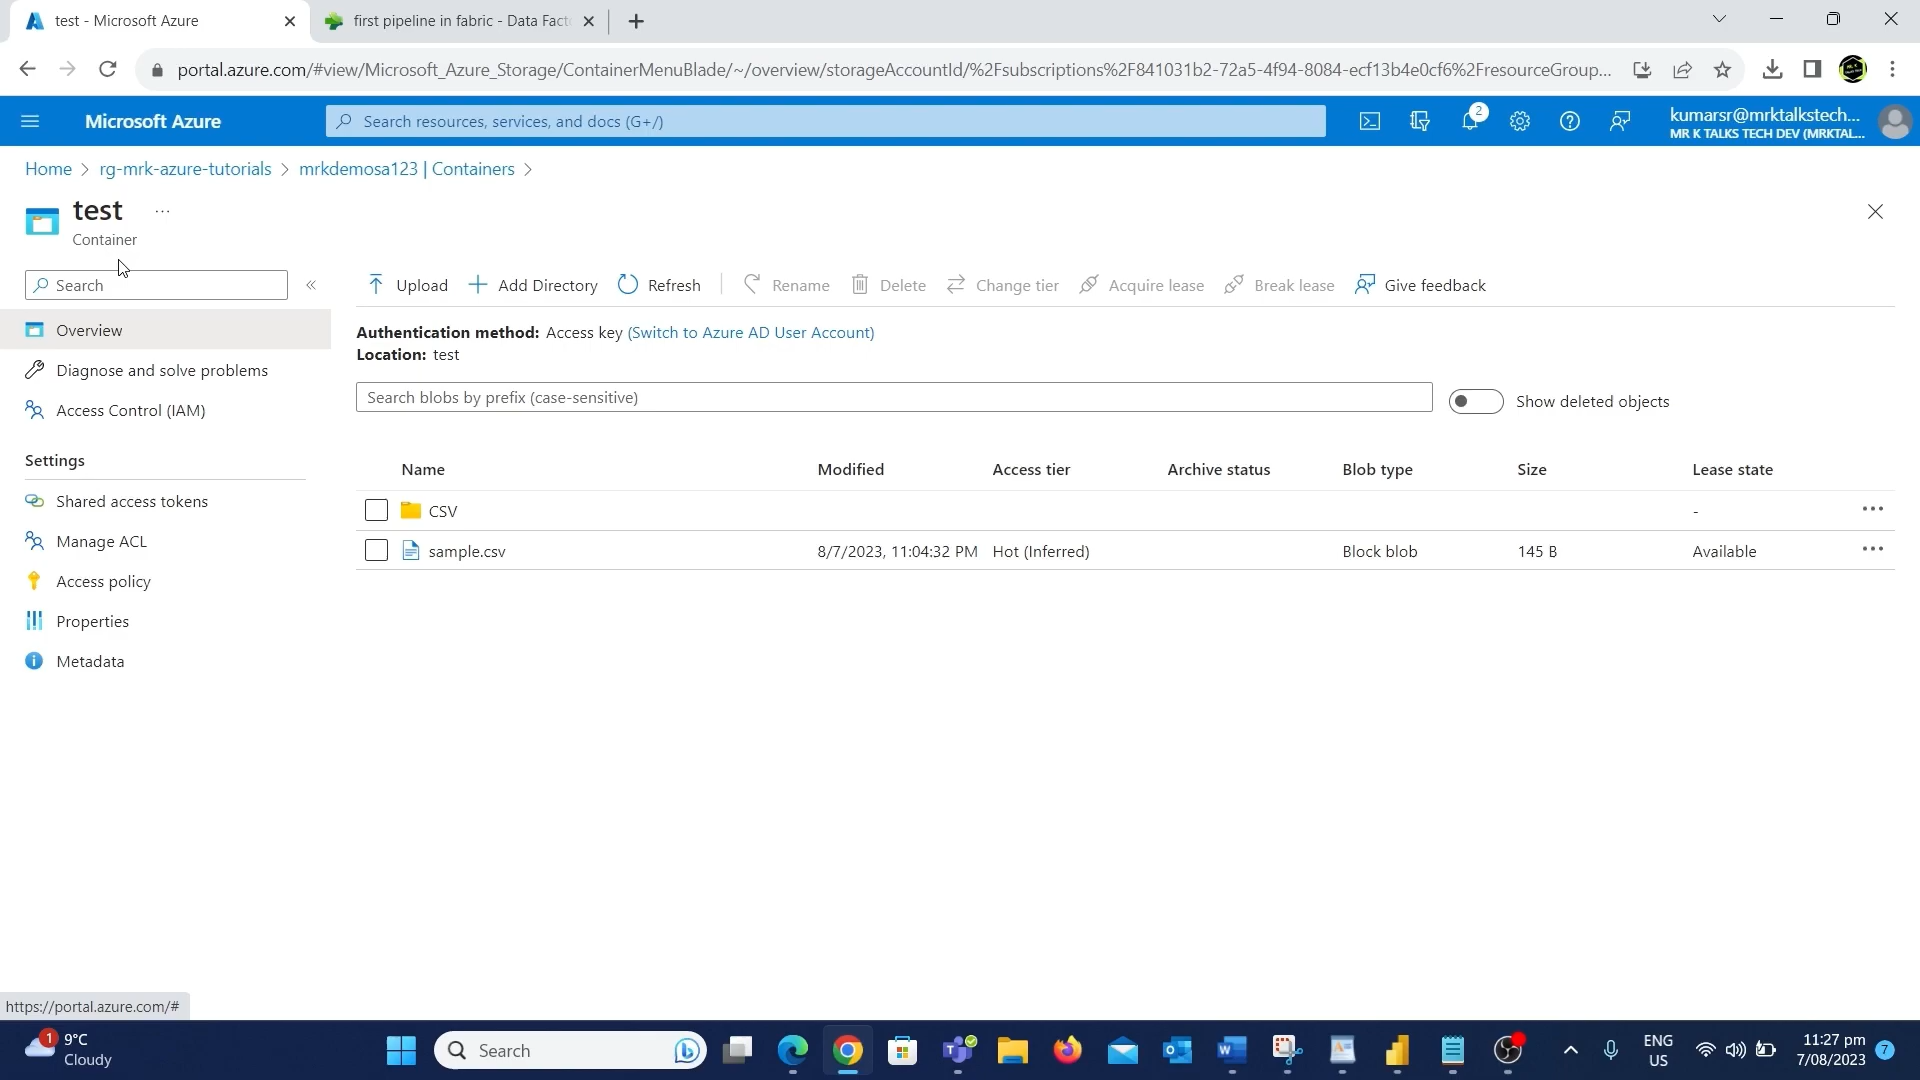 test - Microsoft Azure
first pipeline in fabric - Data Fact
portal.azure.com/#view/Microsoft_Azure_Storage/ContainerMenuBlade/~/overview/storageAccountId/%2Fsubscriptions%2F841031b2-72a5-4f94-8084-ecf13b4e0cf6%2FresourceGroup...
Microsoft Azure
Search resources, services, and docs (G+/)
2
kumarsr@mrktalkstech...
MR K TALKS TECH DEV (MRKTAL...
Home > rg-mrk-azure-tutorials > mrkdemosa123 | Containers >
test ...
Container
Search
Upload
Add Directory
Refresh
Rename
Delete
Change tier
Acquire lease
Break lease
Give feedback
Overview
Diagnose and solve problems
Access Control (IAM)
Settings
Shared access tokens
Manage ACL
Access policy
Properties
Metadata
Authentication method: Access key (Switch to Azure AD User Account)
Location: test
Search blobs by prefix (case-sensitive)
Show deleted objects
Name Modified Access tier Archive status Blob type Size Lease state
CSV - ...
sample.csv 8/7/2023, 11:04:32 PM Hot (Inferred) Block blob 145 B Available ...
https://portal.azure.com/#
1
9°C
Cloudy
Search
ENG
US
11:27 pm
7/08/2023
7